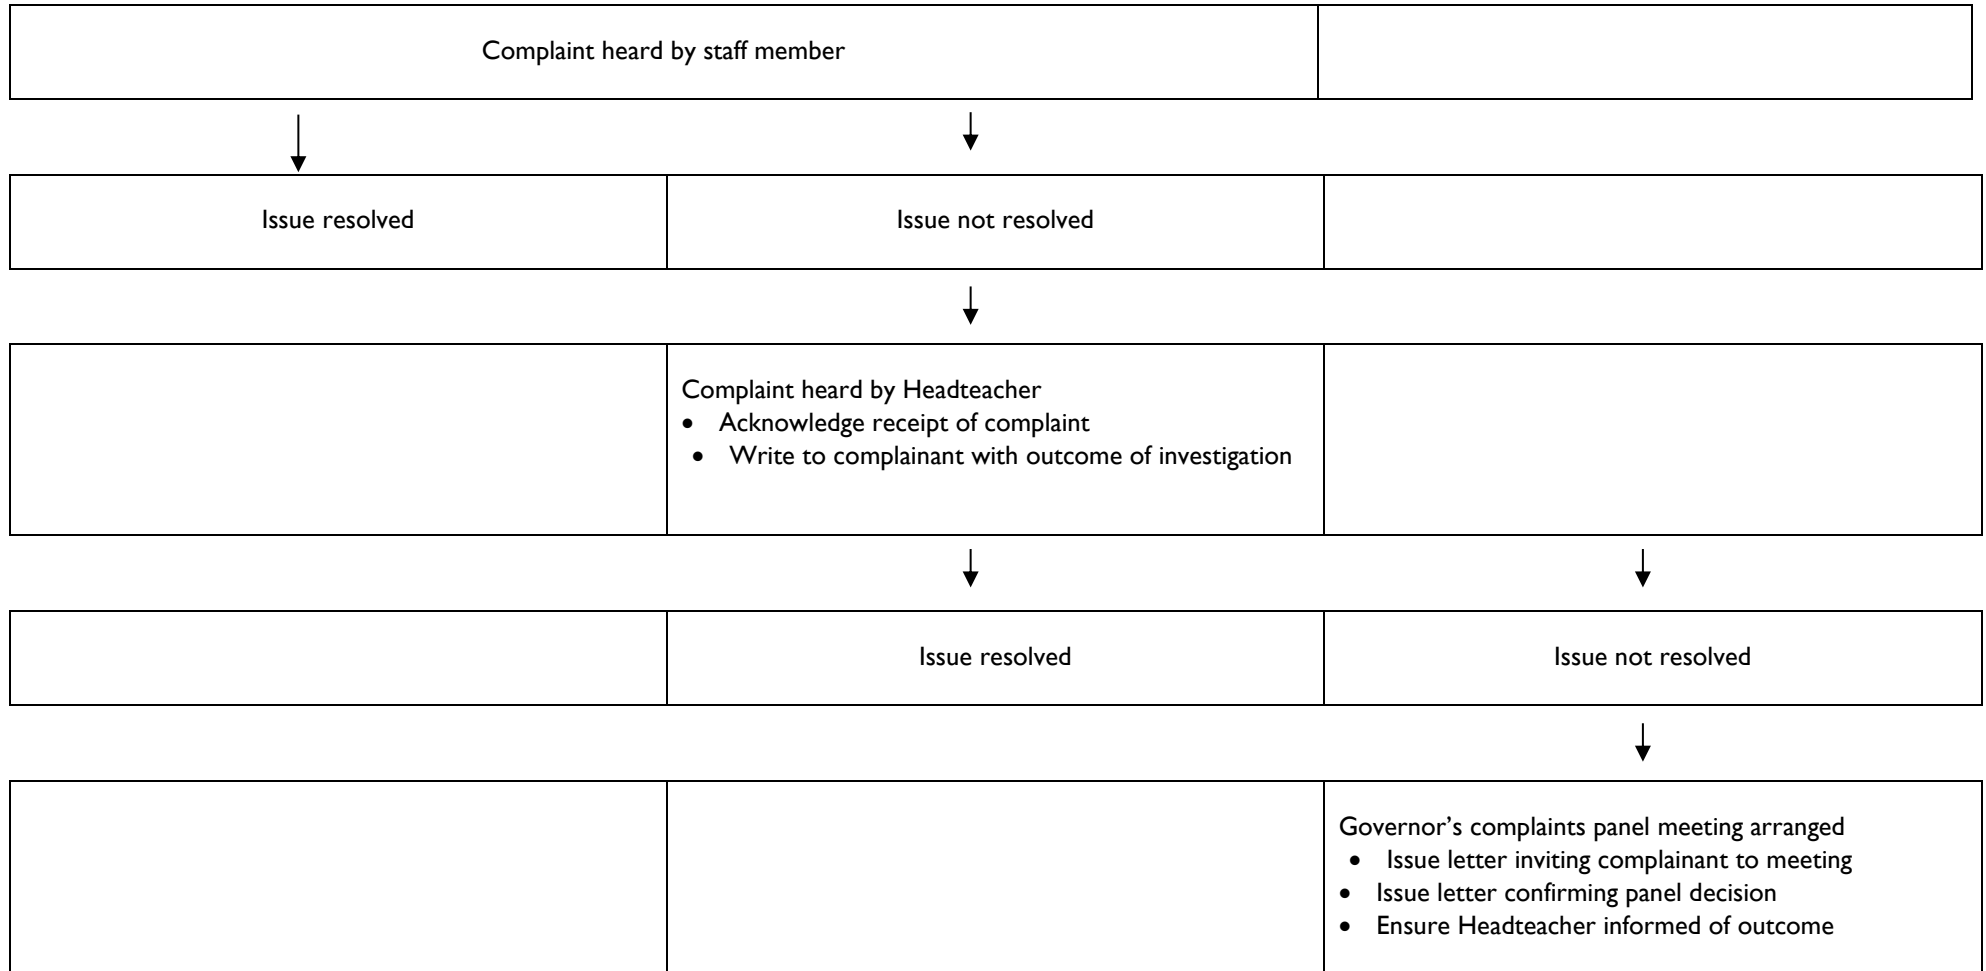 Complaint heard by staff member
Issue resolved
Issue not resolved
Complaint heard by Headteacher
• Acknowledge receipt of complaint
• Write to complainant with outcome of investigation
Issue resolved
Issue not resolved
Governor’s complaints panel meeting arranged
• Issue letter inviting complainant to meeting
• Issue letter confirming panel decision
• Ensure Headteacher informed of outcome